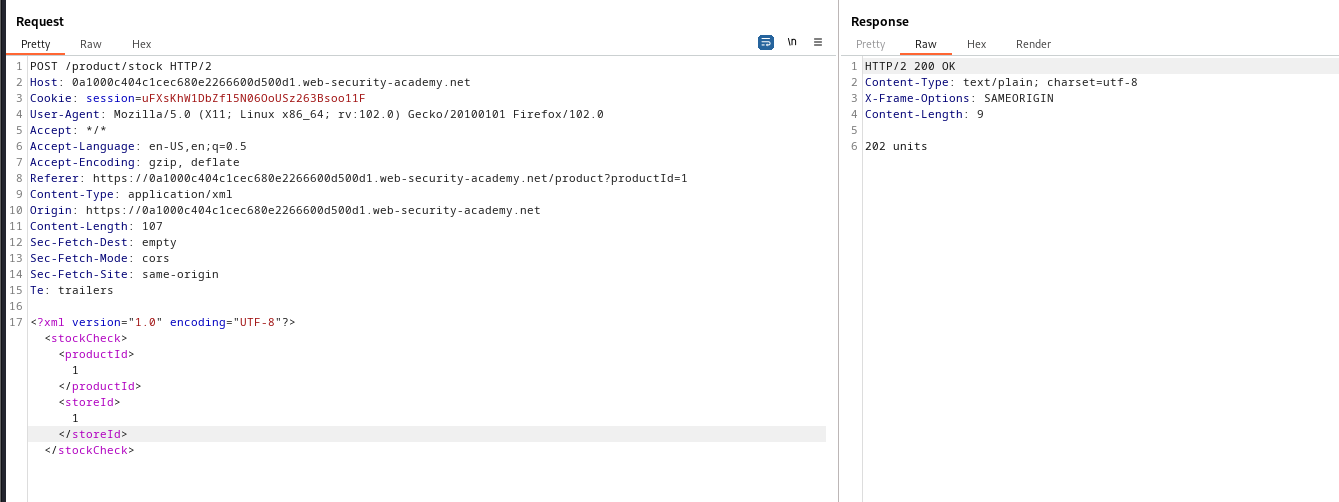 Request
Pretty Raw Hex
\n
1 POST /product/stock HTTP/2
2 Host: 0a1000c404c1cec680e2266600d500d1.web-security-academy.net
3 Cookie: session=uFXsKhW1DbZfl5N06OoUSz263Bsoo11F
4 User-Agent: Mozilla/5.0 (X11; Linux x86_64; rv:102.0) Gecko/20100101 Firefox/102.0
5 Accept: */*
6 Accept-Language: en-US,en;q=0.5
7 Accept-Encoding: gzip, deflate
8 Referer: https://0a1000c404c1cec680e2266600d500d1.web-security-academy.net/product?productId=1
9 Content-Type: application/xml
10 Origin: https://0a1000c404c1cec680e2266600d500d1.web-security-academy.net
11 Content-Length: 107
12 Sec-Fetch-Dest: empty
13 Sec-Fetch-Mode: cors
14 Sec-Fetch-Site: same-origin
15 Te: trailers
16
17 <?xml version="1.0" encoding="UTF-8"?>
<stockCheck>
<productId>
1
</productId>
<storeId>
1
</storeId>
</stockCheck>
Response
Pretty Raw Hex Render
1 HTTP/2 200 OK
2 Content-Type: text/plain; charset=utf-8
3 X-Frame-Options: SAMEORIGIN
4 Content-Length: 9
5
6 202 units